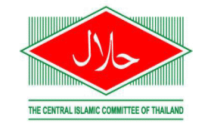 حلال
THE CENTRAL ISLAMIC COMMITTEE OF THAILAND